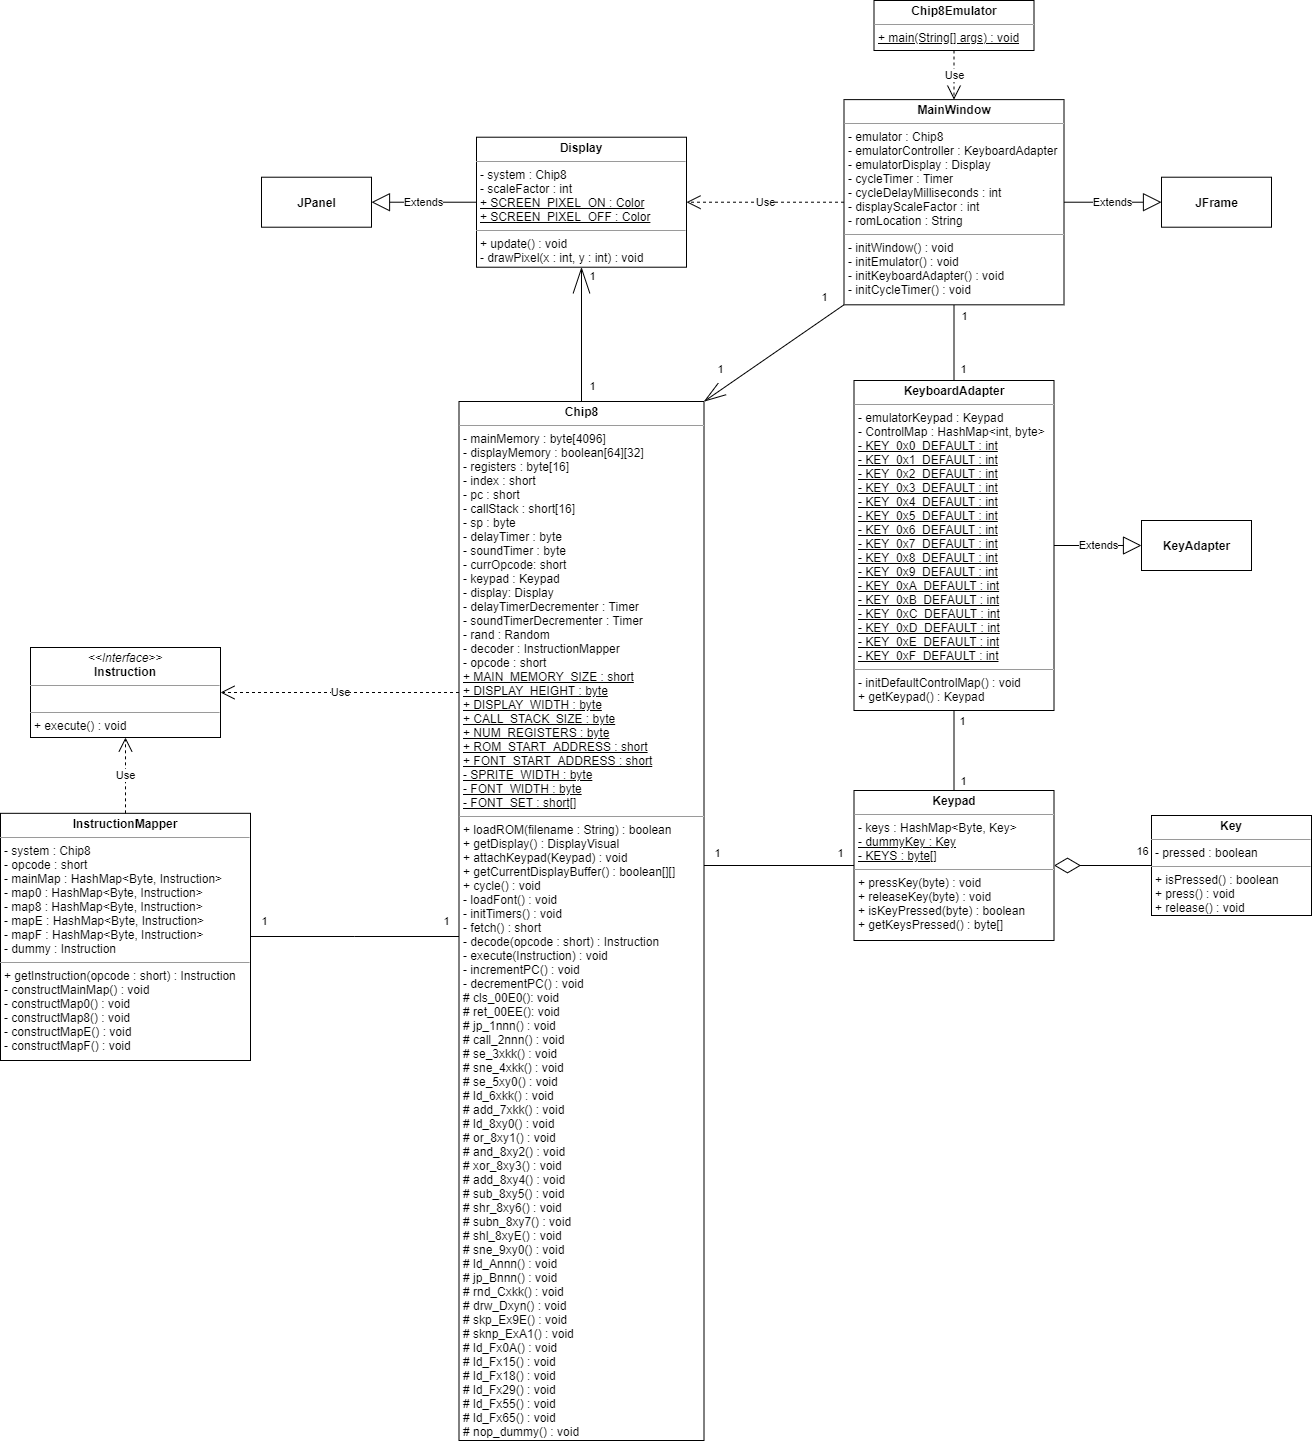 Chip8Emulator
+ main(String[] args) : void
Use
MainWindow
- emulator : Chip8
- emulatorController : KeyboardAdapter
- emulatorDisplay : Display
- cycleTimer : Timer
- cycleDelayMilliseconds : int
- displayScaleFactor : int
- romLocation : String
- initWindow() : void
- initEmulator() : void
- initKeyboardAdapter() : void
- initCycleTimer() : void
Display
- system : Chip8
- scaleFactor : int
+ SCREEN_PIXEL_ON : Color
+ SCREEN_PIXEL_OFF : Color
+ update() : void
- drawPixel(x : int, y : int) : void
JPanel
Extends
Use
Extends
JFrame
1
1
1
1
1
1
KeyboardAdapter
- emulatorKeypad : Keypad
- ControlMap : HashMap<int, byte>
- KEY_0x0_DEFAULT : int
- KEY_0x1_DEFAULT : int
- KEY_0x2_DEFAULT : int
- KEY_0x3_DEFAULT : int
- KEY_0x4_DEFAULT : int
- KEY_0x5_DEFAULT : int
- KEY_0x6_DEFAULT : int
- KEY_0x7_DEFAULT : int
- KEY_0x8_DEFAULT : int
- KEY_0x9_DEFAULT : int
- KEY_0xA_DEFAULT : int
- KEY_0xB_DEFAULT : int
- KEY_0xC_DEFAULT : int
- KEY_0xD_DEFAULT : int
- KEY_0xE_DEFAULT : int
- KEY_0xF_DEFAULT : int
- initDefaultControlMap() : void
+ getKeypad() : Keypad
Extends
KeyAdapter
Chip8
- mainMemory : byte[4096]
- displayMemory : boolean[64][32]
- registers : byte[16]
- index : short
- pc : short
- callStack : short[16]
- sp : byte
- delayTimer : byte
- soundTimer : byte
- currOpcode: short
- keypad : Keypad
- display: Display
- delayTimerDecrementer : Timer
- soundTimerDecrementer : Timer
- rand : Random
- decoder : InstructionMapper
- opcode : short
+ MAIN_MEMORY_SIZE : short
+ DISPLAY_HEIGHT : byte
+ DISPLAY_WIDTH : byte
+ CALL_STACK_SIZE : byte
+ NUM_REGISTERS : byte
+ ROM_START_ADDRESS : short
+ FONT_START_ADDRESS : short
- SPRITE_WIDTH : byte
- FONT_WIDTH : byte
- FONT_SET : short[]
+ loadROM(filename : String) : boolean
+ getDisplay() : DisplayVisual
+ attachKeypad(Keypad) : void
+ getCurrentDisplayBuffer() : boolean[][]
+ cycle() : void
- loadFont() : void
- initTimers() : void
- fetch() : short
- decode(opcode : short) : Instruction
- execute(Instruction) : void
- incrementPC() : void
- decrementPC() : void
# cls_00E0(): void
# ret_00EE(): void
# jp_1nnn() : void
# call_2nnn() : void
# se_3xkk() : void
# sne_4xkk() : void
# se_5xy0() : void
# ld_6xkk() : void
# add_7xkk() : void
# ld_8xy0() : void
# or_8xy1() : void
# and_8xy2() : void
# xor_8xy3() : void
# add_8xy4() : void
# sub_8xy5() : void
# shr_8xy6() : void
# subn_8xy7() : void
# shl_8xyE() : void
# sne_9xy0() : void
# ld_Annn() : void
# jp_Bnnn() : void
# rnd_Cxkk() : void
# drw_Dxyn() : void
# skp_Ex9E() : void
# sknp_ExA1() : void
# ld_Fx0A() : void
# ld_Fx15() : void
# ld_Fx18() : void
# ld_Fx29() : void
# ld_Fx55() : void
# ld_Fx65() : void
# nop_dummy() : void
<<Interface>>
Instruction
+ execute() : void
Use
Use
InstructionMapper
- system : Chip8
- opcode : short
- mainMap : HashMap<Byte, Instruction>
- map0 : HashMap<Byte, Instruction>
- map8 : HashMap<Byte, Instruction>
- mapE : HashMap<Byte, Instruction>
- mapF : HashMap<Byte, Instruction>
- dummy : Instruction
+ getInstruction(opcode : short) : Instruction
- constructMainMap() : void
- constructMap0() : void
- constructMap8() : void
- constructMapE() : void
- constructMapF() : void
1
1
1
1
1
1
Keypad
- keys : HashMap<Byte, Key>
- dummyKey : Key
- KEYS : byte[]
+ pressKey(byte) : void
+ releaseKey(byte) : void
+ isKeyPressed(byte) : boolean
+ getKeysPressed() : byte[]
16
Key
- pressed : boolean
+ isPressed() : boolean
+ press() : void
+ release() : void